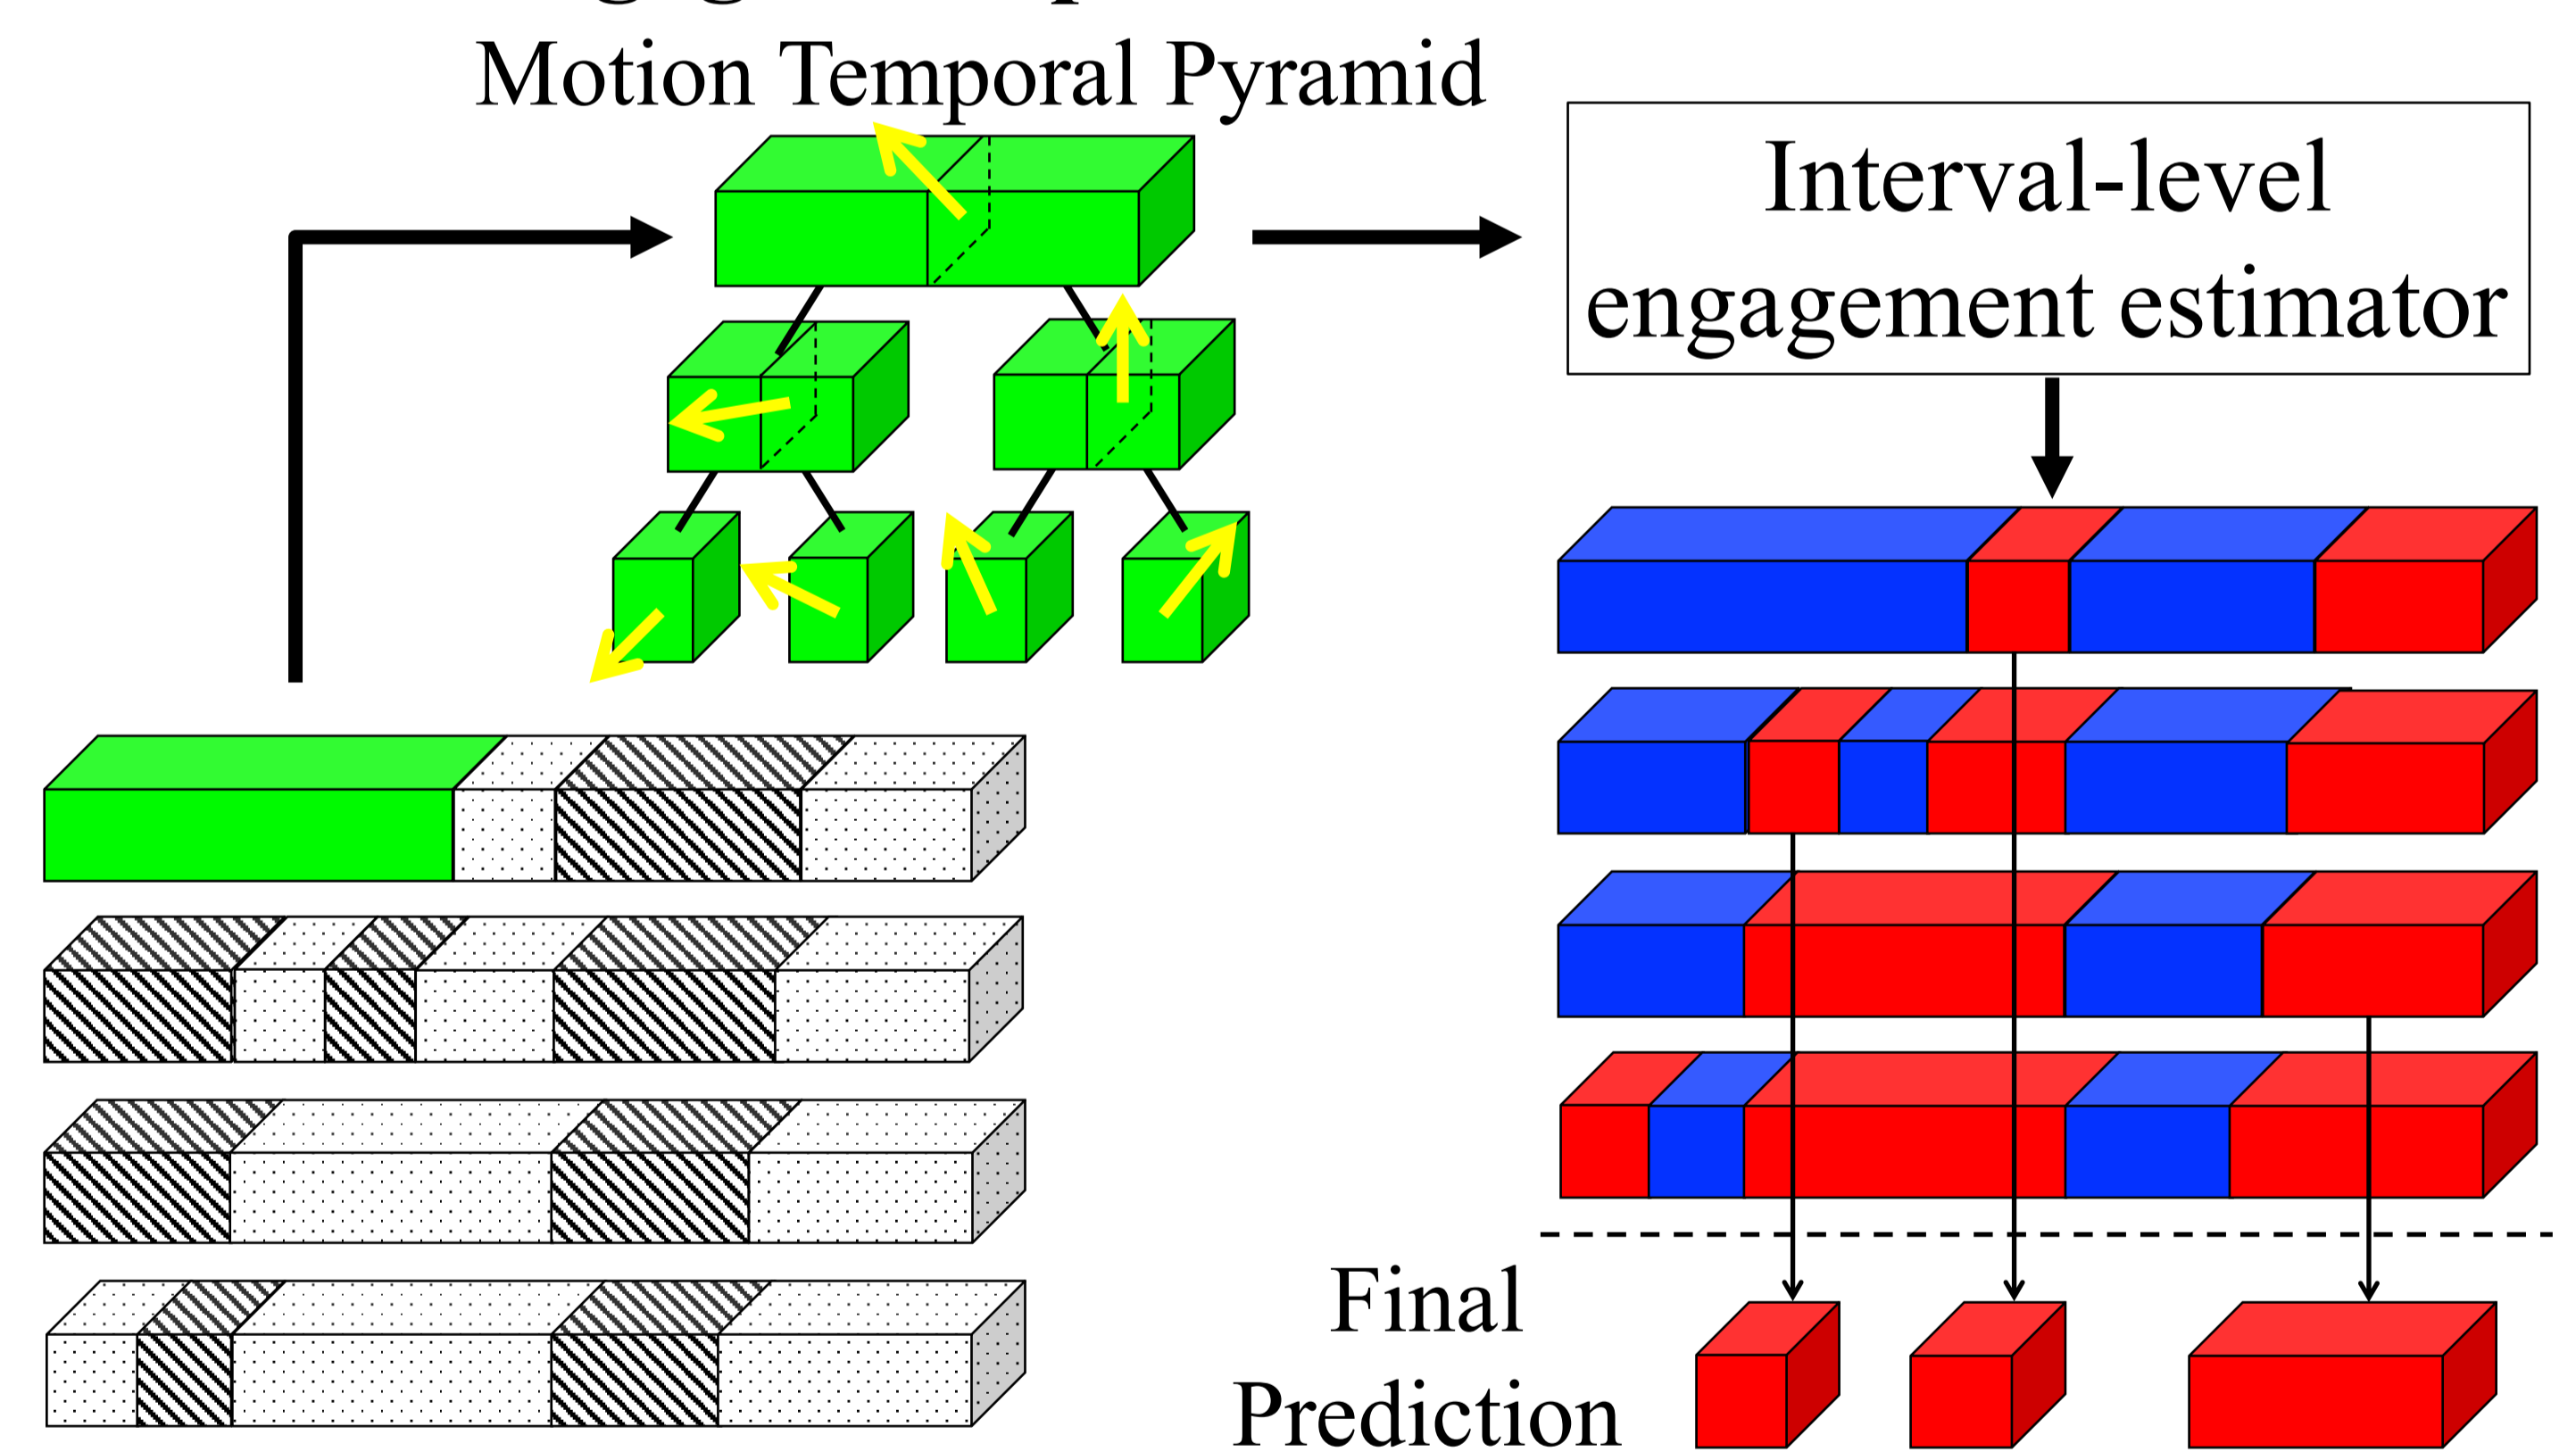 Motion Temporal Pyramid
Interval-level
engagement estimator
Final
Prediction